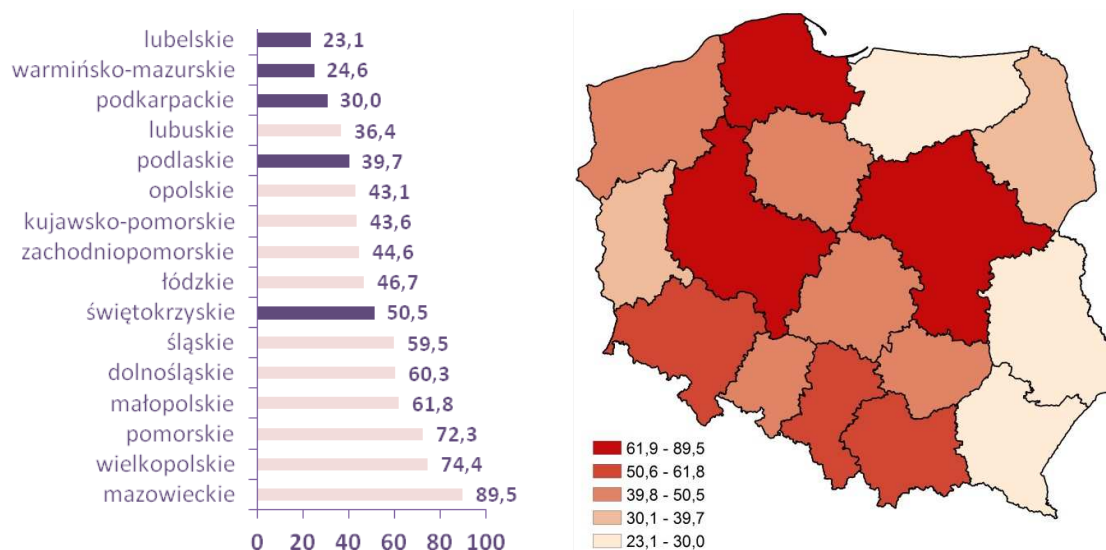 lubelskie 23,1
warmińsko-mazurskie 24,6
podkarpackie 30,0
lubuskie 36,4
podlaskie 39,7
opolskie 43,1
kujawsko-pomorskie 43,6
zachodniopomorskie 44,6
łódzkie 46,7
świętokrzyskie 50,5
śląskie 59,5
dolnośląskie 60,3
małopolskie 61,8
pomorskie 72,3
wielkopolskie 74,4
mazowieckie 89,5
0 20 40 60 80 100
61,9 - 89,5
50,6 - 61,8
39,8 - 50,5
30,1 - 39,7
23,1 - 30,0